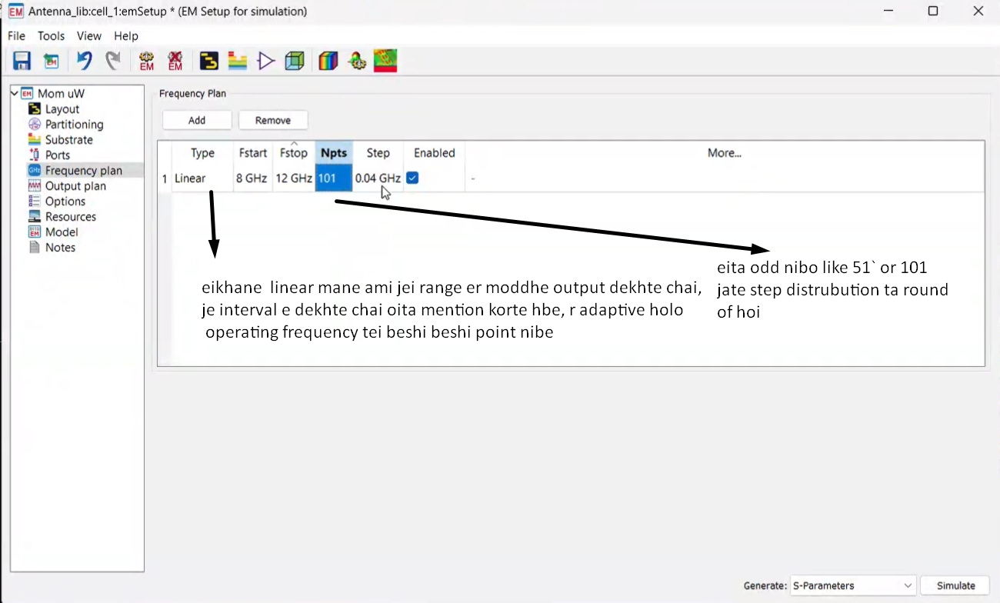 Antenna_lib:cell_1:emSetup * (EM Setup for simulation)
File Tools View Help
EM EM EM
Mom uW
Layout
Partitioning
Substrate
Ports
Frequency plan
Output plan
Options
Resources
Model
Notes
Frequency Plan
Add Remove
Type Fstart Fstop Npts Step Enabled More...
1 Linear 8 GHz 12 GHz 101 0.04 GHz -
eikhane linear mane ami jei range er moddhe output dekhte chai,
je interval e dekhte chai oita mention korte hbe, r adaptive holo
operating frequency tei beshi beshi point nibe
eita odd nibo like 51` or 101
jate step distrubution ta round
of hoi
Generate: S-Parameters Simulate